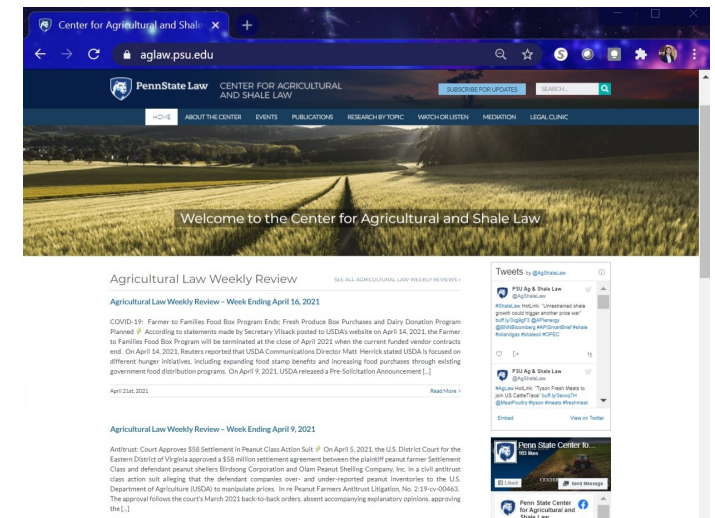 Center for Agricultural and Shale
aglaw.psu.edu
PennState Law
CENTER FOR AGRICULTURAL
AND SHALE LAW
SUBSCRIBE FOR UPDATES
SEARCH...
HOME ABOUT THE CENTER EVENTS PUBLICATIONS RESEARCH BY TOPIC WATCH OR LISTEN MEDIATION LEGAL CLINIC
Welcome to the Center for Agricultural and Shale Law
Agricultural Law Weekly Review
SEE ALL AGRICULTURAL LAW WEEKLY REVIEWS »
Agricultural Law Weekly Review – Week Ending April 16, 2021
COVID-19: Farmer to Families Food Box Program Ends; Fresh Produce Box Purchases and Dairy Donation Program
Planned According to statements made by Secretary Vilsack posted to USDA's website on April 14, 2021, the Farmer
to Families Food Box Program will be terminated at the close of April 2021 when the current funded vendor contracts
end. On April 14, 2021, Reuters reported that USDA Communications Director Matt Herrick stated USDA is focused on
different hunger initiatives, including expanding food stamp benefits and increasing food purchases through existing
government food distribution programs. On April 9, 2021, USDA released a Pre-Solicitation Announcement [...]
April 21st, 2021
Read More >
Agricultural Law Weekly Review – Week Ending April 9, 2021
Antitrust: Court Approves $58 Settlement in Peanut Class Action Suit On April 5, 2021, the U.S. District Court for the
Eastern District of Virginia approved a $58 million settlement agreement between the plaintiff peanut farmer Settlement
Class and defendant peanut shellers Birdsong Corporation and Olam Peanut Shelling Company, Inc. in a civil antitrust
class action suit alleging that the defendant companies over- and under-reported peanut inventories to the U.S.
Department of Agriculture (USDA) to manipulate prices. In re Peanut Farmers Antitrust Litigation, No. 2:19-cv-00463.
The approval follows the court's March 2021 back-to-back orders, absent accompanying explanatory opinions, approving
the [...]
Tweets by @AgShaleLaw
PSU Ag & Shale Law
@AgShaleLaw
#ShaleLaw HotLink: "Unrestrained shale
growth could trigger another price war"
buff.ly/3xg9gF3 @APIenergy
@BNNBloomberg #APISmartBrief #shale
#oilandgas #shaleoil #OPEC
PSU Ag & Shale Law
@AgShaleLaw
#AgLaw HotLink: "Tyson Fresh Meats to
join US CattleTrace"
@MeatPoultry #tyson #meats #freshmeat
Embed
View on Twitter
Penn State Center fo...
163 likes
Liked
Send Message
Penn State Center
for Agricultural and
Shale Law